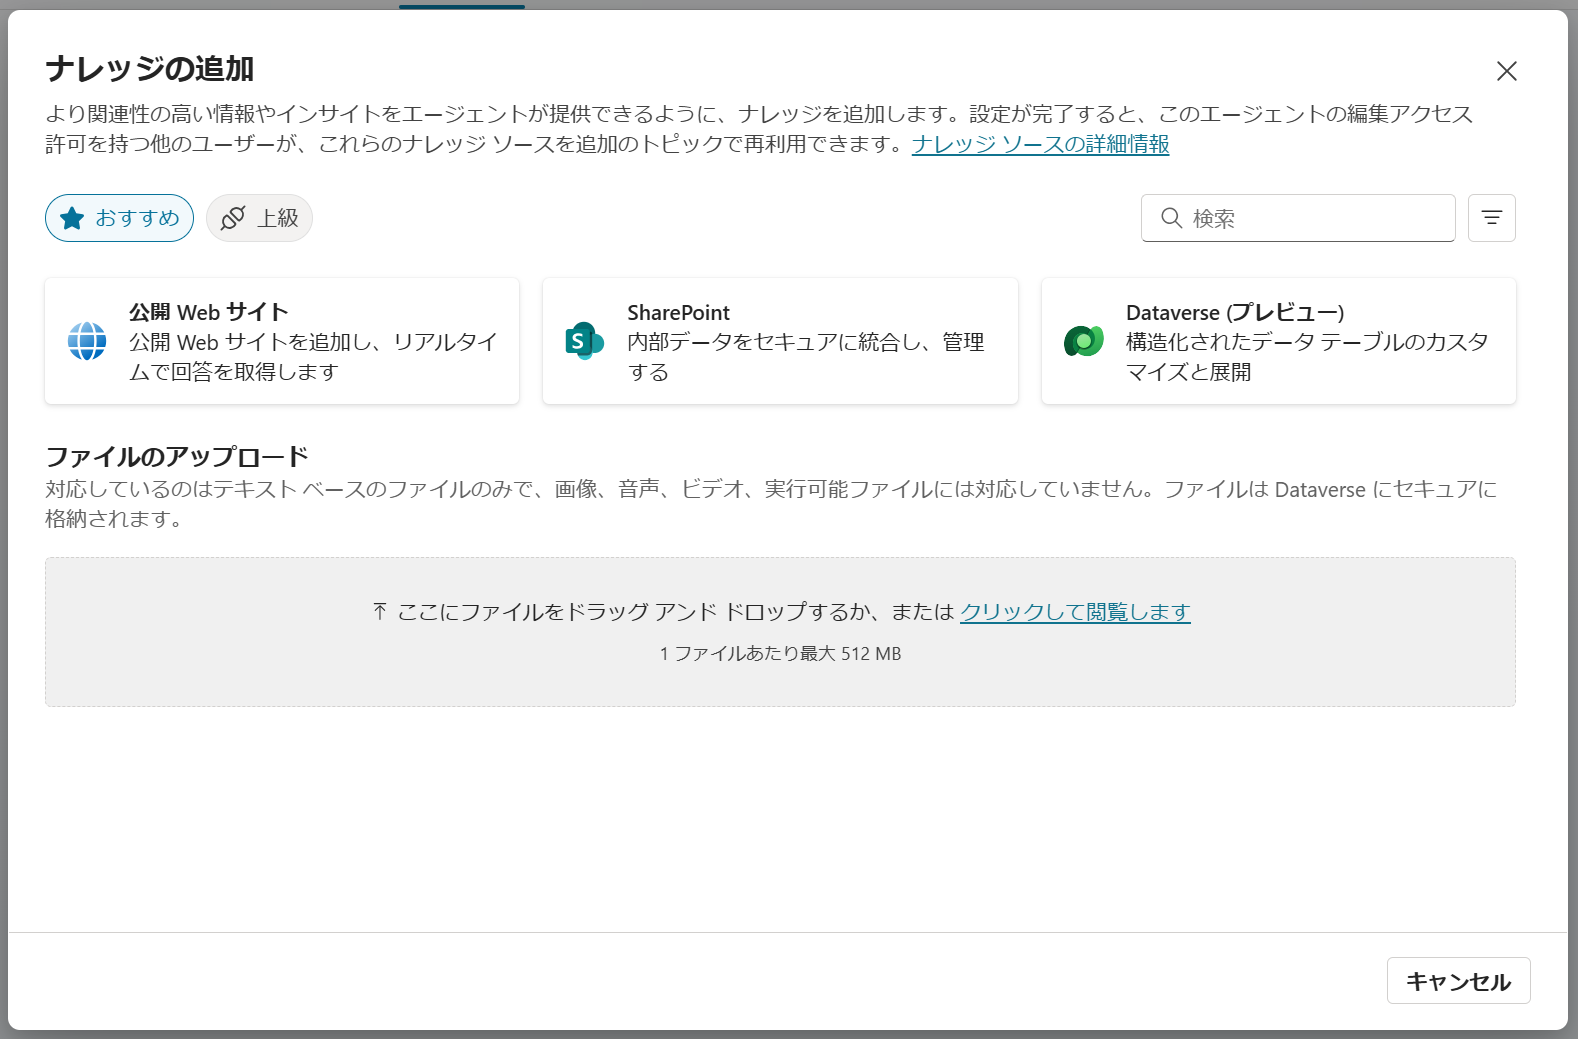 ナレッジの追加
より関連性の高い情報やインサイトをエージェントが提供できるように、ナレッジを追加します。設定が完了すると、このエージェントの編集アクセス
許可を持つ他のユーザーが、これらのナレッジ ソースを追加のトピックで再利用できます。ナレッジ ソースの詳細情報
おすすめ
上級
検索
公開 Web サイト
公開 Web サイトを追加し、リアルタイ
ムで回答を取得します
SharePoint
内部データをセキュアに統合し、管理
する
Dataverse (プレビュー)
構造化されたデータ テーブルのカスタ
マイズと展開
ファイルのアップロード
対応しているのはテキスト ベースのファイルのみで、画像、音声、ビデオ、実行可能ファイルには対応していません。ファイルは Dataverse にセキュアに
格納されます。
ここにファイルをドラッグ アンド ドロップするか、または クリックして閲覧します
1 ファイルあたり最大 512 MB
キャンセル